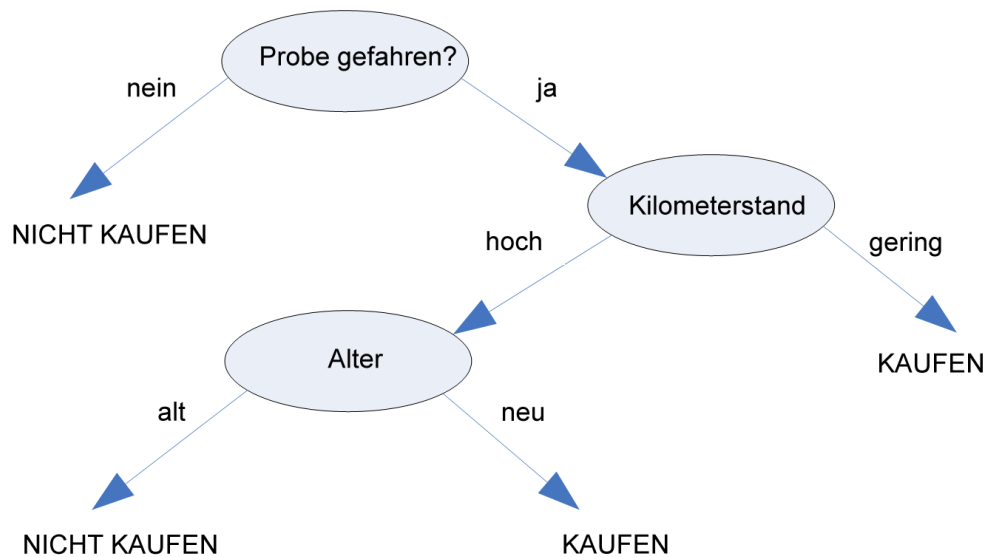 Probe gefahren?
nein
ja
NICHT KAUFEN
Kilometerstand
hoch
gering
Alter
KAUFEN
alt
neu
NICHT KAUFEN
KAUFEN